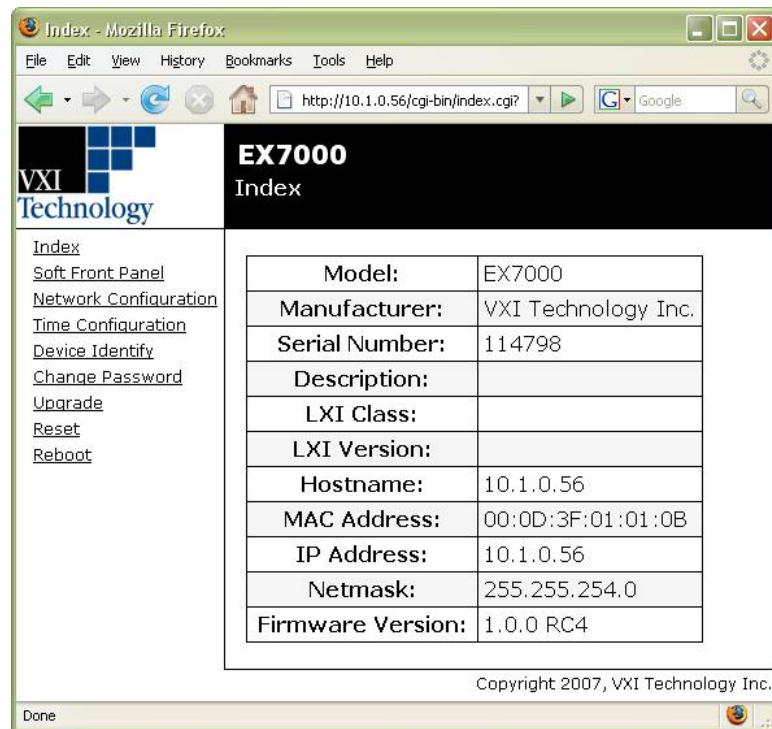 Index - Mozilla Firefox
File Edit View History Bookmarks Tools Help
http://10.1.0.56/cgi-bin/index.cgi? G Google
VXI
Technology
EX7000
Index
Index
Soft Front Panel
Network Configuration
Time Configuration
Device Identify
Change Password
Upgrade
Reset
Reboot
Model: EX7000
Manufacturer: VXI Technology Inc.
Serial Number: 114798
Description:
LXI Class:
LXI Version:
Hostname: 10.1.0.56
MAC Address: 00:0D:3F:01:01:0B
IP Address: 10.1.0.56
Netmask: 255.255.254.0
Firmware Version: 1.0.0 RC4
Copyright 2007, VXI Technology Inc.
Done